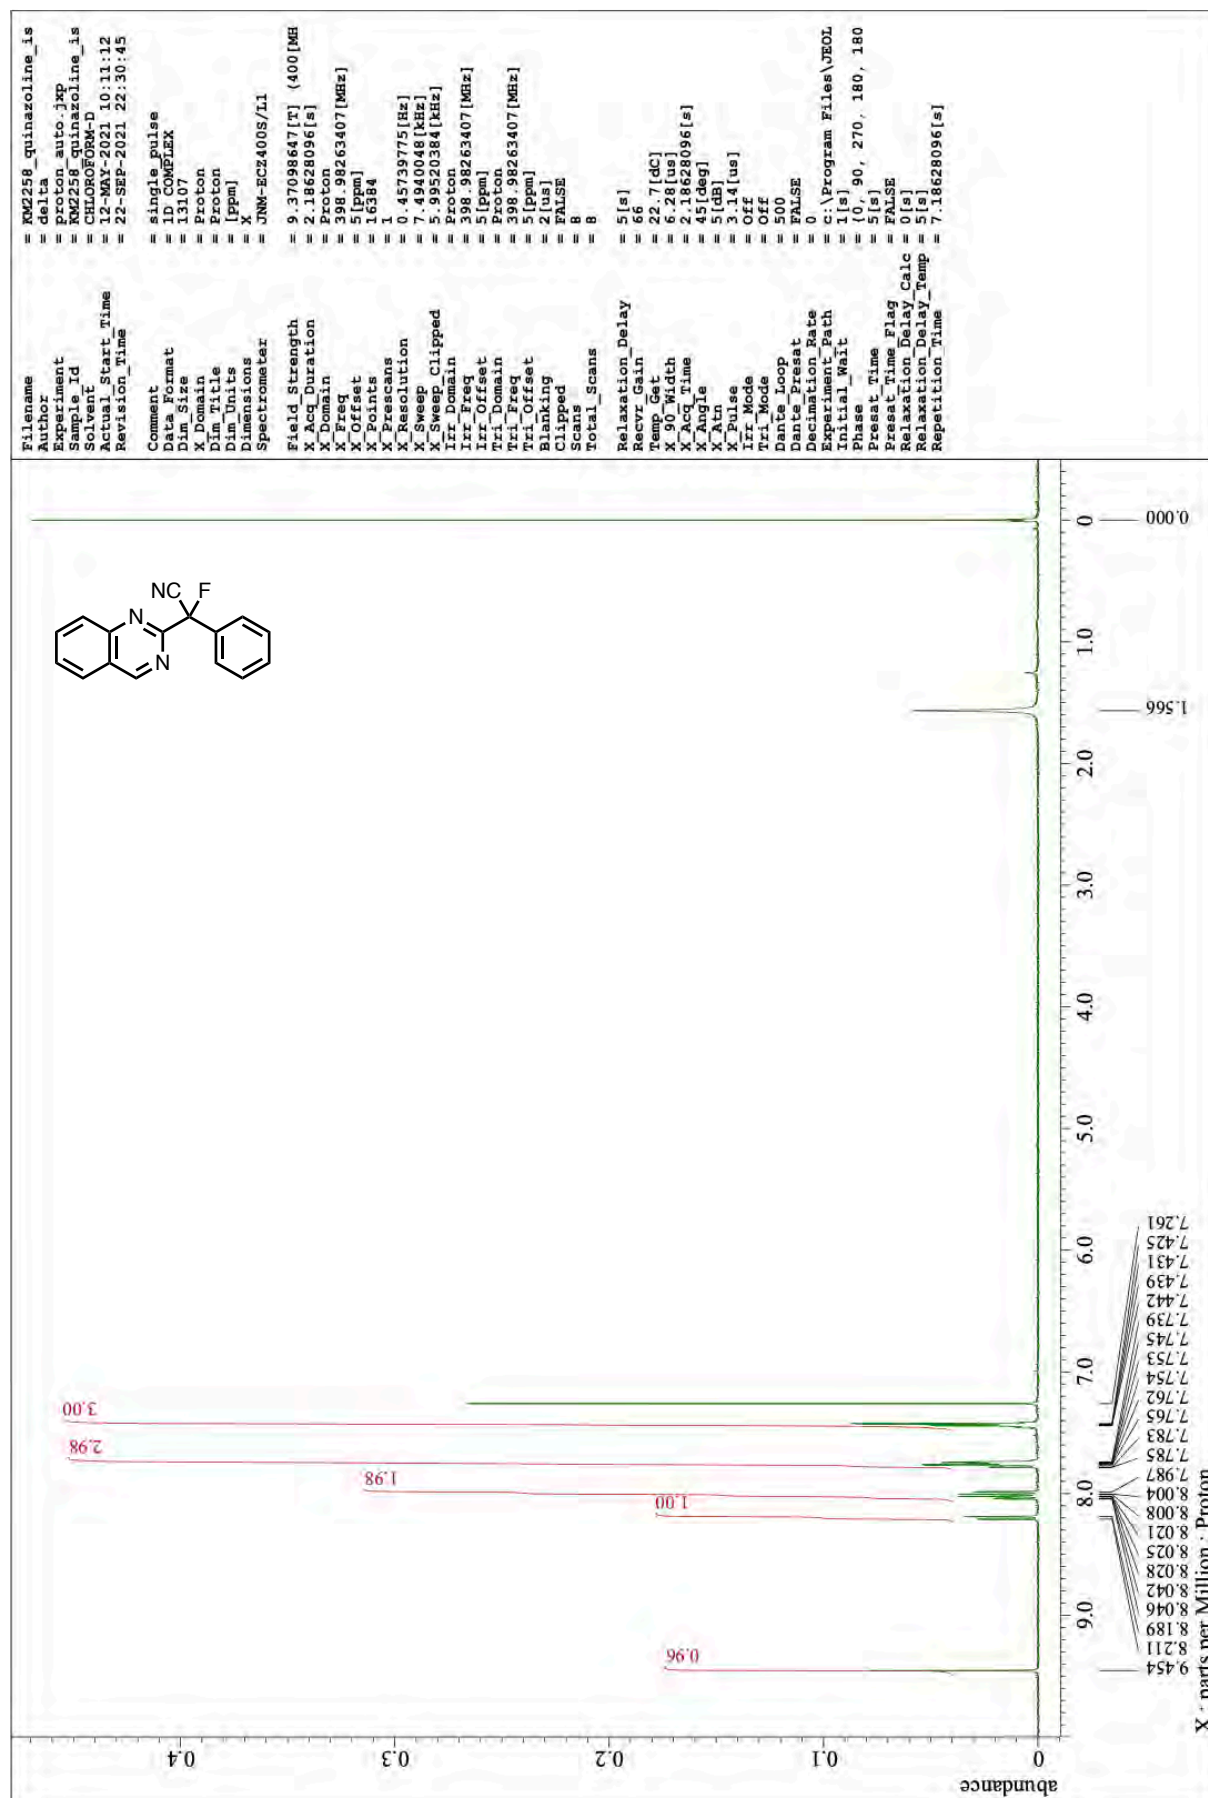 Filename = KM2258_quinazoline_is
Author = delta
Experiment = proton_auto.jxp
Sample_Id = KM2258_quinazoline_is
Solvent = CHLOROFORM-D
Actual_Start_Time = 12-MAY-2021 10:11:12
Revision_Time = 22-SEP-2021 22:30:45
Comment = single_pulse
Data_Format = 1D COMPLEX
Dim_Size = 13107
X_Domain = Proton
Dim_Title = Proton
Dim_Units = [ppm]
Dimensions = X
Spectrometer = JNM-ECZ400S/L1
Field_Strength = 9.37098647[T] (400[MH
X_Acq_Duration = 2.18628096[s]
X_Domain = Proton
X_Freq = 398.98263407[MHz]
X_Offset = 5[ppm]
X_Points = 16384
X_Prescans = 1
X_Resolution = 0.45739775[Hz]
X_Sweep = 7.4940048[kHz]
X_Sweep_Clipped = 5.9952038[kHz]
Irr_Domain = Proton
Irr_Freq = 398.98263407[MHz]
Irr_Offset = 5[ppm]
Tri_Domain = Proton
Tri_Freq = 398.98263407[MHz]
Tri_Offset = 5[ppm]
Blanking = 2[us]
Clipped = FALSE
Scans = 8
Total_Scans = 8
Relaxation_Delay = 5[s]
Recvr_Gain = 66
Temp_Get = 22.7[dC]
X_90_Width = 6.28[us]
X_Acq_Time = 2.18628096[s]
X_Angle = 45[deg]
X_Atn = 5[dB]
X_Pulse = 3.14[us]
Irr_Mode = Off
Tri_Mode = Off
Dante_Loop = 500
Dante_Presat = FALSE
Decimation_Rate = 0
Experiment_Path = c:\Program Files\JEOL
Initial_Wait = 1[s]
Phase = {0, 90, 270, 180, 180
Presat_Time = 5[s]
Presat_Time_Flag = FALSE
Relaxation_Delay_Calc = 0[s]
Relaxation_Delay_Temp = 5[s]
Repetition_Time = 7.18628096[s]
NC F
N
N
3.00
2.98
1.98
1.00
0.96
0
1.0
2.0
3.0
4.0
5.0
6.0
7.0
8.0
9.0
0.000
1.566
7.261
7.425
7.431
7.439
7.442
7.739
7.745
7.753
7.754
7.762
7.765
7.783
7.785
7.987
8.004
8.008
8.021
8.025
8.028
8.042
8.046
8.189
8.211
9.454
X : parts per Million : Proton
0.4
0.3
0.2
0.1
0
abundance